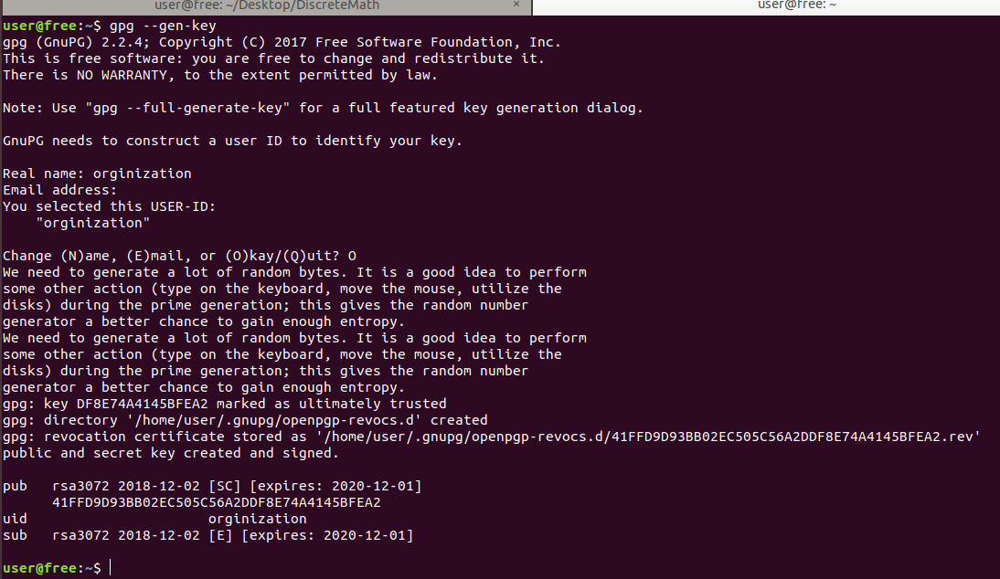 user@free: ~/Desktop/DiscreteMath × user@free: ~
user@free:~$ gpg --gen-key
gpg (GnuPG) 2.2.4; Copyright (C) 2017 Free Software Foundation, Inc.
This is free software: you are free to change and redistribute it.
There is NO WARRANTY, to the extent permitted by law.
Note: Use "gpg --full-generate-key" for a full featured key generation dialog.
GnuPG needs to construct a user ID to identify your key.
Real name: orginization
Email address:
You selected this USER-ID:
"orginization"
Change (N)ame, (E)mail, or (O)kay/(Q)uit? O
We need to generate a lot of random bytes. It is a good idea to perform
some other action (type on the keyboard, move the mouse, utilize the
disks) during the prime generation; this gives the random number
generator a better chance to gain enough entropy.
We need to generate a lot of random bytes. It is a good idea to perform
some other action (type on the keyboard, move the mouse, utilize the
disks) during the prime generation; this gives the random number
generator a better chance to gain enough entropy.
gpg: key DF8E74A4145BFEA2 marked as ultimately trusted
gpg: directory '/home/user/.gnupg/openpgp-revocs.d' created
gpg: revocation certificate stored as '/home/user/.gnupg/openpgp-revocs.d/41FFD9D93BB02EC505C56A2DDF8E74A4145BFEA2.rev'
public and secret key created and signed.
pub rsa3072 2018-12-02 [SC] [expires: 2020-12-01]
41FFD9D93BB02EC505C56A2DDF8E74A4145BFEA2
uid orginization
sub rsa3072 2018-12-02 [E] [expires: 2020-12-01]
user@free:~$